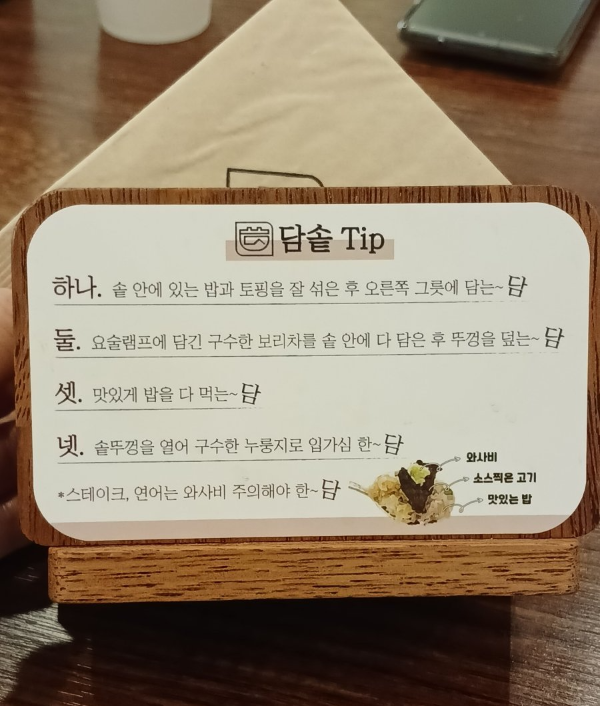 담솥 Tip
하나. 솥 안에 있는 밥과 토핑을 잘 섞은 후 오른쪽 그릇에 담는~담
둘. 요술램프에 담긴 구수한 보리차를 솥 안에 다 담은 후 뚜껑을 덮는~담
셋. 맛있게 밥을 다 먹는~담
넷. 솥뚜껑을 열어 구수한 누룽지로 입가심 한~담
*스테이크, 연어는 와사비 주의해야 한~담
와사비
소스찍은 고기
맛있는 밥